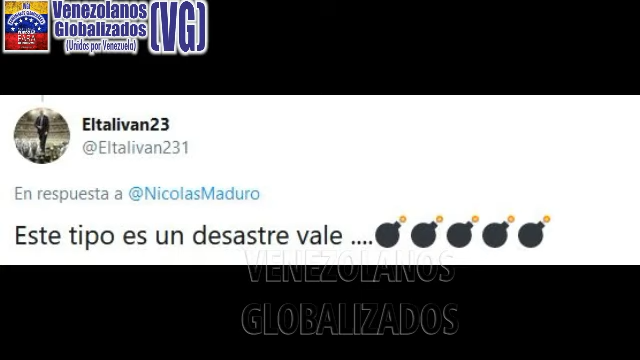 Venezolanos
Globalizados
(Unidos por Venezuela)
(VG)
Eltalivan23
@Eltalivan231
En respuesta a @NicolasMaduro
Este tipo es un desastre vale ....💣💣💣💣💣
VENEZOLANOS
GLOBALIZADOS